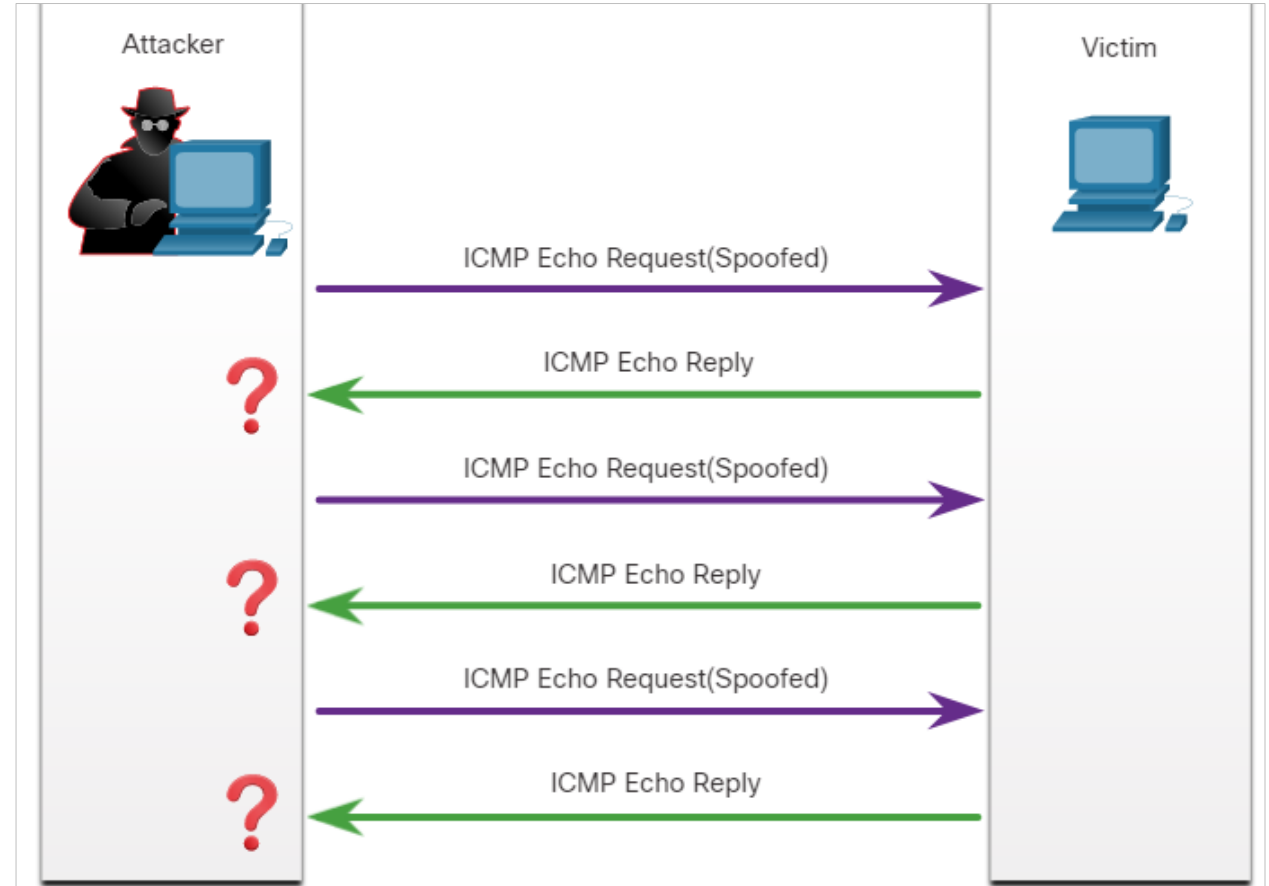 Attacker
Victim
ICMP Echo Request(Spoofed)
ICMP Echo Reply
ICMP Echo Request(Spoofed)
ICMP Echo Reply
ICMP Echo Request(Spoofed)
ICMP Echo Reply